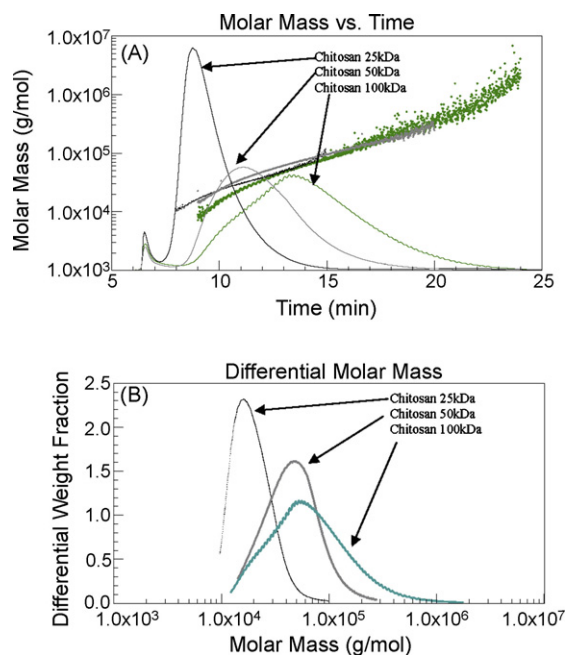 Molar Mass vs. Time
(A)
1.0x10⁷
1.0x10⁶
1.0x10⁵
1.0x10⁴
1.0x10³
Molar Mass (g/mol)
Chitosan 25kDa
Chitosan 50kDa
Chitosan 100kDa
5 10 15 20 25
Time (min)
Differential Molar Mass
(B)
2.5
2.0
1.5
1.0
0.5
0.0
Differential Weight Fraction
Chitosan 25kDa
Chitosan 50kDa
Chitosan 100kDa
1.0x10³ 1.0x10⁴ 1.0x10⁵ 1.0x10⁶ 1.0x10⁷
Molar Mass (g/mol)